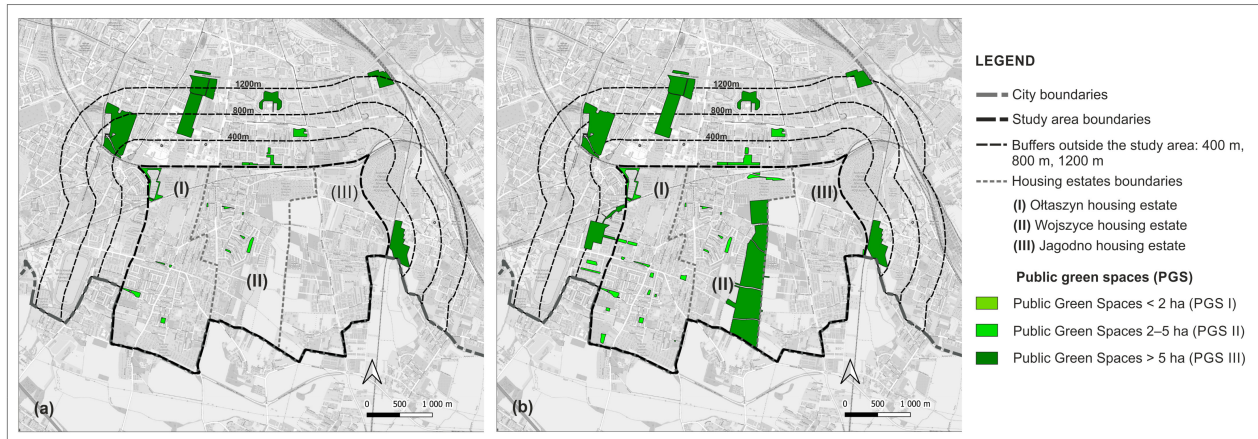 1200m
800m
400m
(I)
(III)
(II)
(a)
0 500 1 000 m
1200m
800m
400m
(I)
(III)
(II)
(b)
0 500 1 000 m
LEGEND
City boundaries
Study area boundaries
Buffers outside the study area: 400 m,
800 m, 1200 m
Housing estates boundaries
(I) Ołtaszyn housing estate
(II) Wojszyce housing estate
(III) Jagodno housing estate
Public green spaces (PGS)
Public Green Spaces < 2 ha (PGS I)
Public Green Spaces 2–5 ha (PGS II)
Public Green Spaces > 5 ha (PGS III)